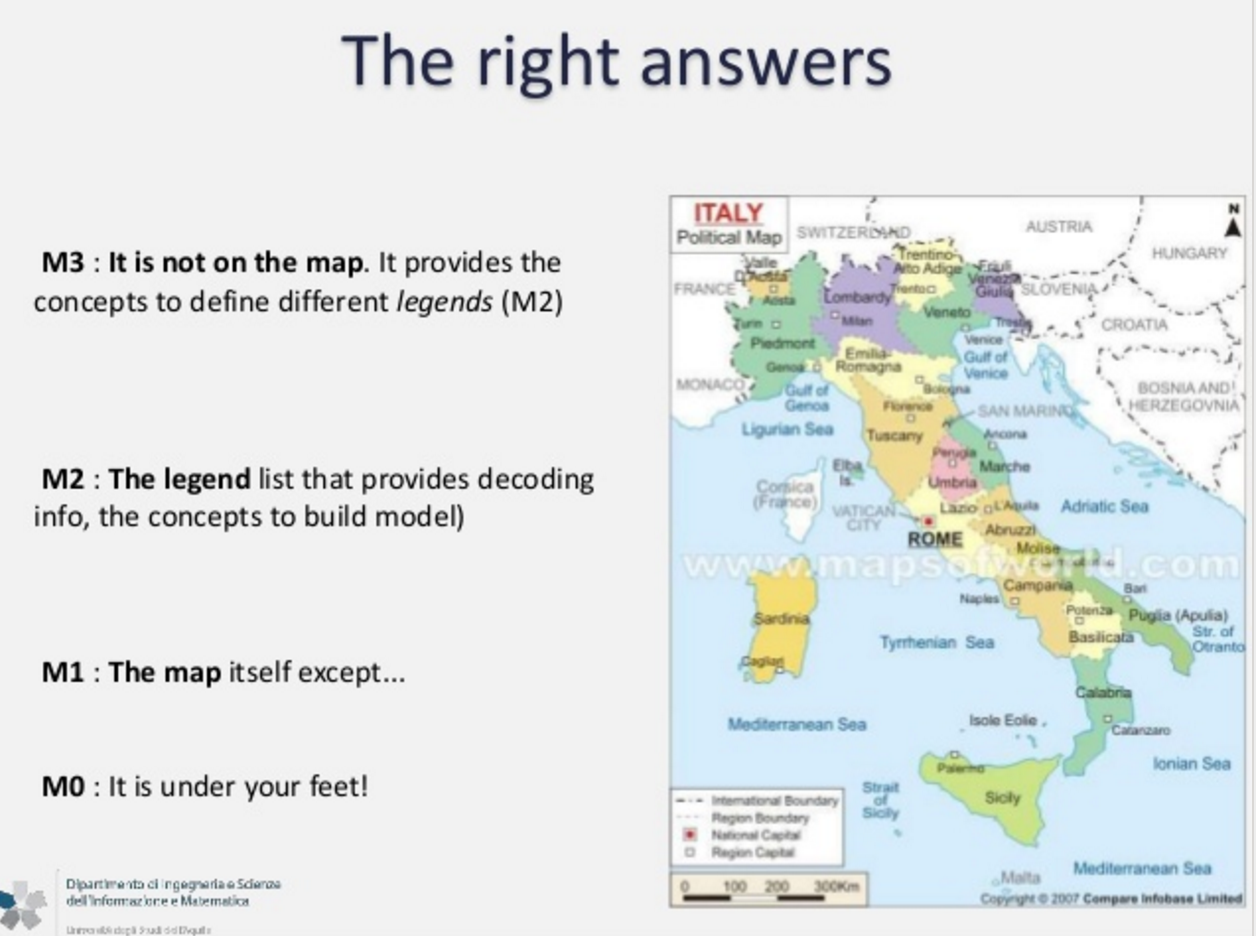 The right answers
M3 : It is not on the map. It provides the
concepts to define different legends (M2)
M2 : The legend list that provides decoding
info, the concepts to build model)
M1 : The map itself except...
M0 : It is under your feet!
Dipartimento di Ingegneria e Scienze
dell'Informazione e Matematica
Università degli Studi dell'Aquila
ITALY
Political Map
N
SWITZERLAND
AUSTRIA
HUNGARY
Trentino-
Alto Adige
Trento
Valle
D'Aosta
Aosta
FRANCE
Friuli
Venezia
Giulia
SLOVENIA
Lombardy
Milan
Veneto
Trieste
CROATIA
Turin
Piedmont
Venice
Gulf of
Venice
Emilia-
Romagna
Genoa
Bologna
MONACO
Gulf of
Genoa
BOSNIA AND
HERZEGOVNIA
Florence
SAN MARINO
Ligurian Sea
Tuscany
Ancona
Perugia
Marche
Elba
Is.
Umbria
Corsica
(France)
VATICAN
CITY
Lazio
L'Aquila
Adriatic Sea
ROME
Abruzzi
Molise
www.mapsofworld.com
Campania
Naples
Bari
Potenza
Puglia (Apulia)
Basilicata
Str. of
Otranto
Sardinia
Cagliari
Tyrrhenian Sea
Calabria
Mediterranean Sea
Isole Eolie
Catanzaro
Ionian Sea
Palermo
Sicily
Strait
of
Sicily
International Boundary
Region Boundary
National Capital
Region Capital
Malta
Mediterranean Sea
0 100 200 300Km
Copyright © 2007 Compare Infobase Limited